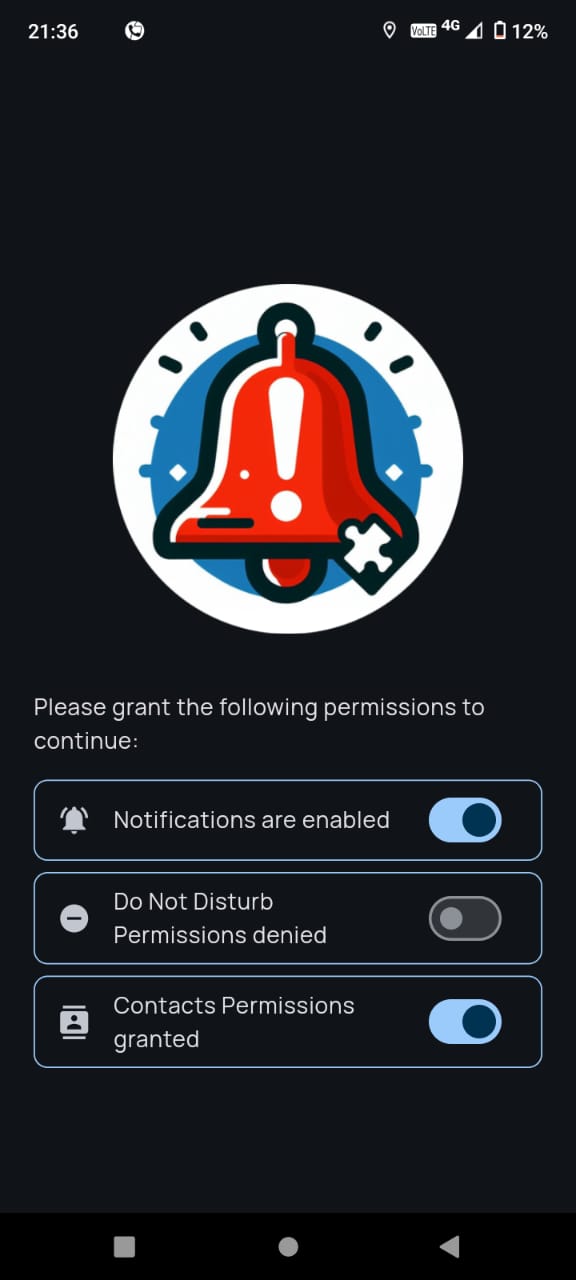 21:36
VoLTE 4G 12%
Please grant the following permissions to
continue:
Notifications are enabled
Do Not Disturb
Permissions denied
Contacts Permissions
granted